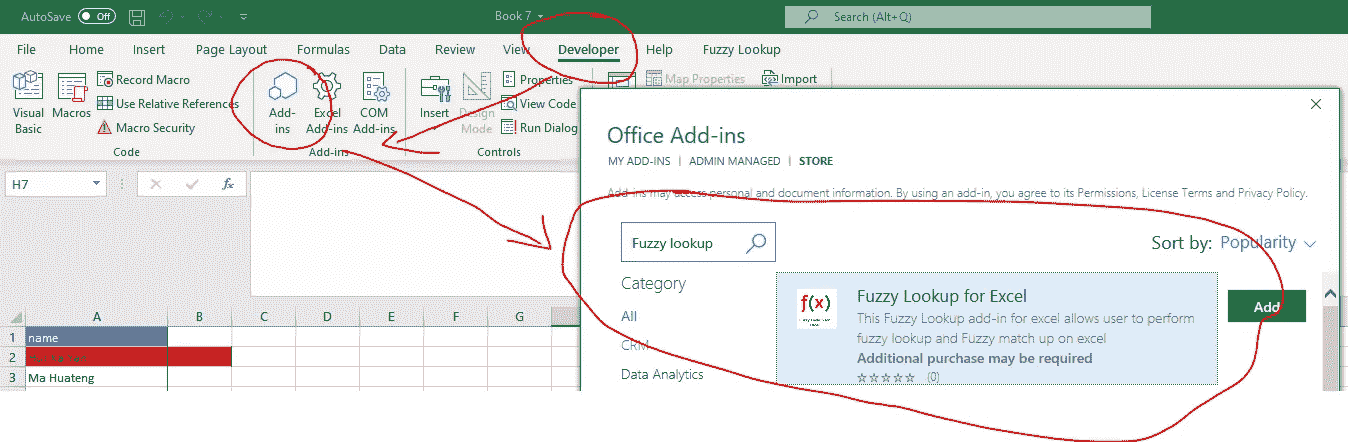 AutoSave Off Book 7 Search (Alt+Q)
File Home Insert Page Layout Formulas Data Review View Developer Help Fuzzy Lookup
Visual Basic
Macros
Record Macro
Use Relative References
Macro Security
Code
Add-ins
Excel Add-ins
COM Add-ins
Add-ins
Insert
Design Mode
Properties
View Code
Run Dialog
Controls
Map Properties
Import
Office Add-ins
MY ADD-INS | ADMIN MANAGED | STORE
Add-ins may access personal and document information. By using an add-in, you agree to its Permissions, License Terms and Privacy Policy.
Fuzzy lookup
Sort by: Popularity
Category
All
CRM
Data Analytics
f(x)
Fuzzy Lookup for Excel
This Fuzzy Lookup add-in for excel allows user to perform
fuzzy lookup and Fuzzy match up on excel
Additional purchase may be required
(0)
Add
H7
fx
A B C D E F G
1 name
2
3 Ma Huateng